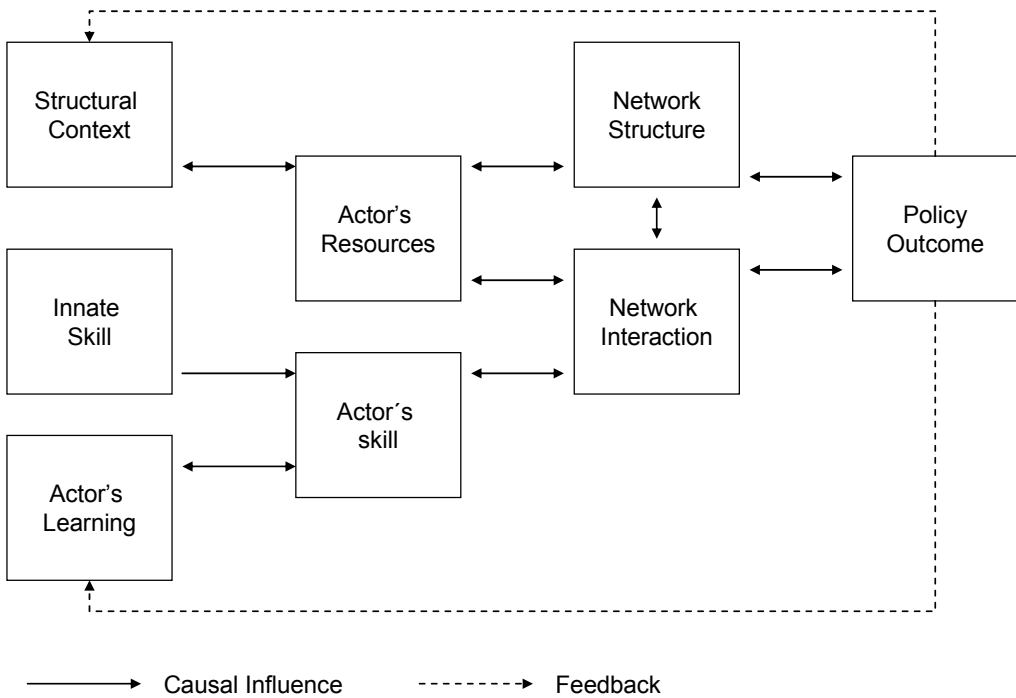 Structural
Context
Network
Structure
Actor’s
Resources
Policy
Outcome
Innate
Skill
Network
Interaction
Actor´s
skill
Actor’s
Learning
Causal Influence
Feedback